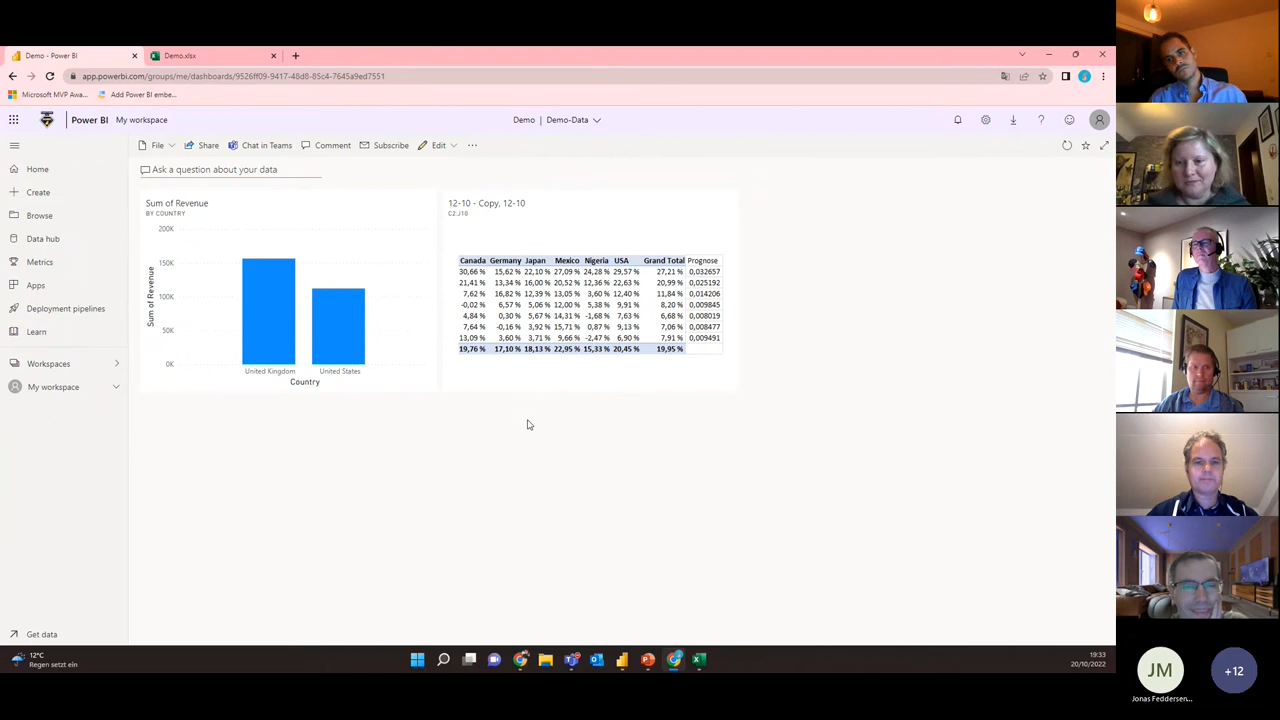 Demo - Power BI
Demo.xlsx
app.powerbi.com/groups/me/dashboards/9526ff09-9417-48d8-85c4-7645a9ed7551
Microsoft MVP Awa...
Add Power BI embe...
Power BI
My workspace
Demo | Demo-Data
File
Share
Chat in Teams
Comment
Subscribe
Edit
Home
Create
Browse
Data hub
Metrics
Apps
Deployment pipelines
Learn
Workspaces
My workspace
Get data
Ask a question about your data
Sum of Revenue
BY COUNTRY
200K
150K
100K
50K
0K
Sum of Revenue
United Kingdom
United States
Country
12-10 - Copy, 12-10
C2:J10
Canada Germany Japan Mexico Nigeria USA Grand Total Prognose
30,66 % 15,62 % 22,10 % 27,09 % 24,28 % 29,57 % 27,21 % 0,032657
21,41 % 13,34 % 16,00 % 20,52 % 12,36 % 22,63 % 20,99 % 0,025192
7,62 % 16,82 % 12,39 % 13,05 % 3,60 % 12,40 % 11,84 % 0,014206
-0,02 % 6,57 % 5,06 % 12,00 % 5,38 % 9,91 % 8,20 % 0,009845
4,84 % 0,30 % 5,67 % 14,31 % -1,68 % 7,63 % 6,68 % 0,008019
7,64 % -0,16 % 3,92 % 15,71 % 0,87 % 9,13 % 7,06 % 0,008477
13,09 % 3,60 % 3,71 % 9,66 % -2,47 % 6,90 % 7,91 % 0,009491
19,76 % 17,10 % 18,13 % 22,95 % 15,33 % 20,45 % 19,95 %
12°C
Regen setzt ein
19:33
20/10/2022
JM
Jonas Feddersen...
+12